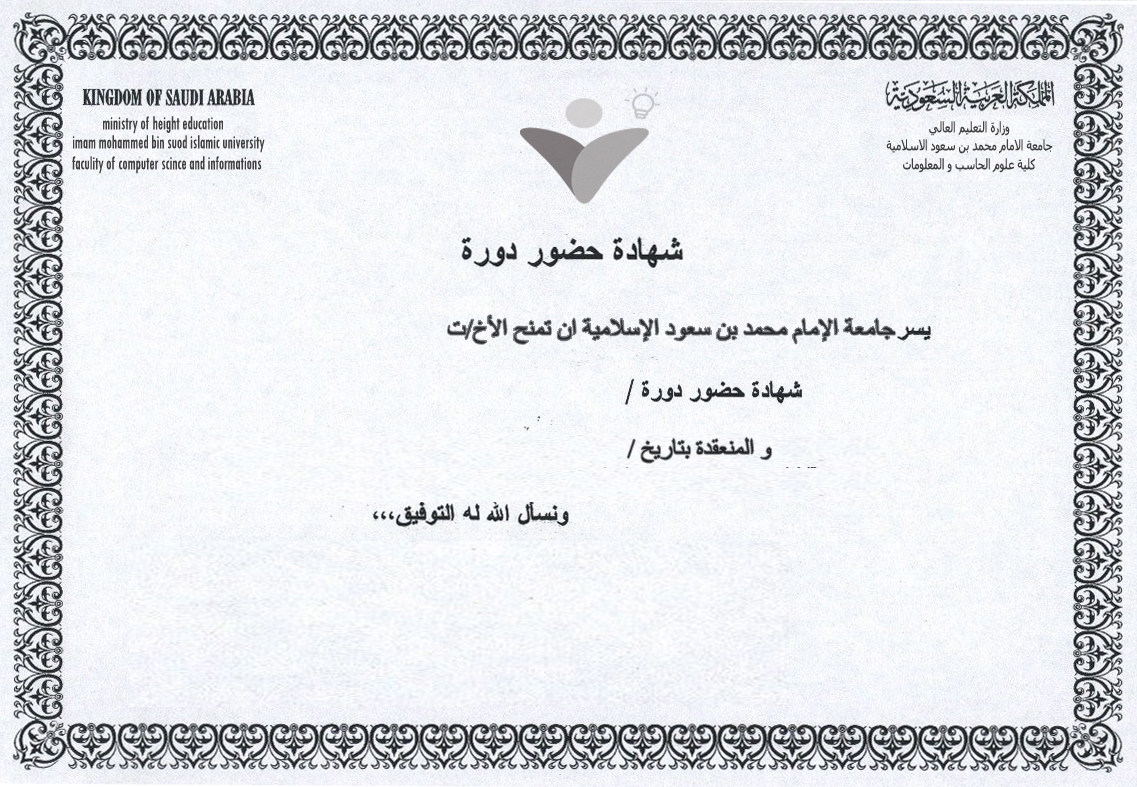 KINGDOM OF SAUDI ARABIA
ministry of height education
imam mohammed bin suod islamic university
faculity of computer scince and informations
المملكة العربية السعودية
وزارة التعليم العالي
جامعة الامام محمد بن سعود الاسلامية
كلية علوم الحاسب و المعلومات
شهادة حضور دورة
يسر جامعة الإمام محمد بن سعود الإسلامية ان تمنح الأخ/ت
شهادة حضور دورة /
و المنعقدة بتاريخ /
ونسأل الله له التوفيق،،،